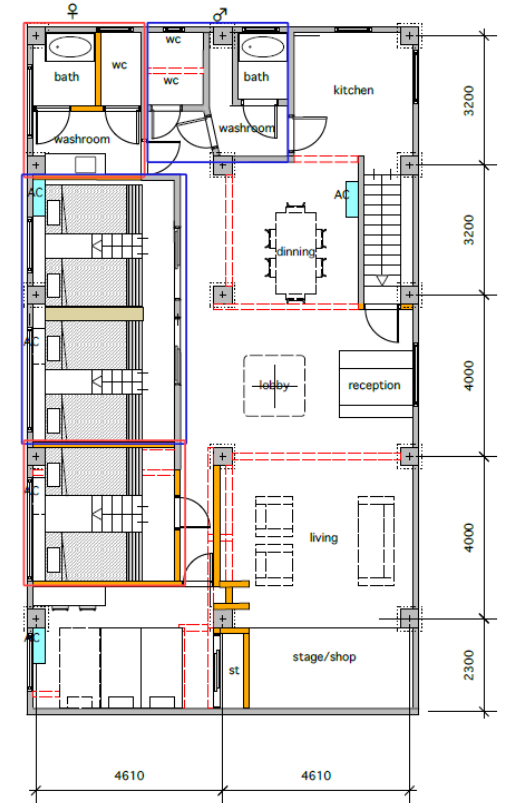 ♀ ♂
wc
bath wc wc bath
kitchen
3200
washroom washroom
AC AC
3200
dinning
AC
lobby reception
4000
AC
living
4000
AC
st stage/shop
2300
4610 4610